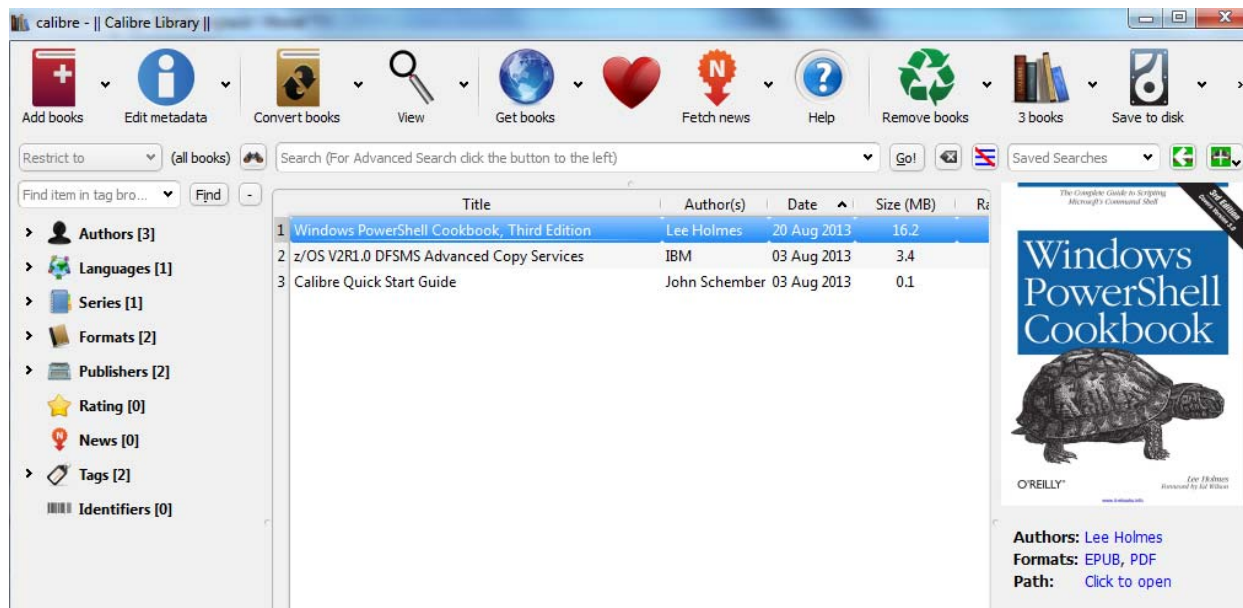 calibre - || Calibre Library ||
Add books Edit metadata Convert books View Get books Fetch news Help Remove books 3 books Save to disk
Restrict to (all books) Search (For Advanced Search click the button to the left) Go! Saved Searches
Find item in tag bro... Find -
Authors [3]
Languages [1]
Series [1]
Formats [2]
Publishers [2]
Rating [0]
News [0]
Tags [2]
Identifiers [0]
Title Author(s) Date Size (MB) Ra
1 Windows PowerShell Cookbook, Third Edition Lee Holmes 20 Aug 2013 16.2
2 z/OS V2R1.0 DFSMS Advanced Copy Services IBM 03 Aug 2013 3.4
3 Calibre Quick Start Guide John Schember 03 Aug 2013 0.1
The Complete Guide to Scripting
Microsoft's Command Shell
3rd Edition
Windows
PowerShell
Cookbook
O'REILLY
Lee Holmes
Foreword by Ed Wilson
Authors: Lee Holmes
Formats: EPUB, PDF
Path: Click to open